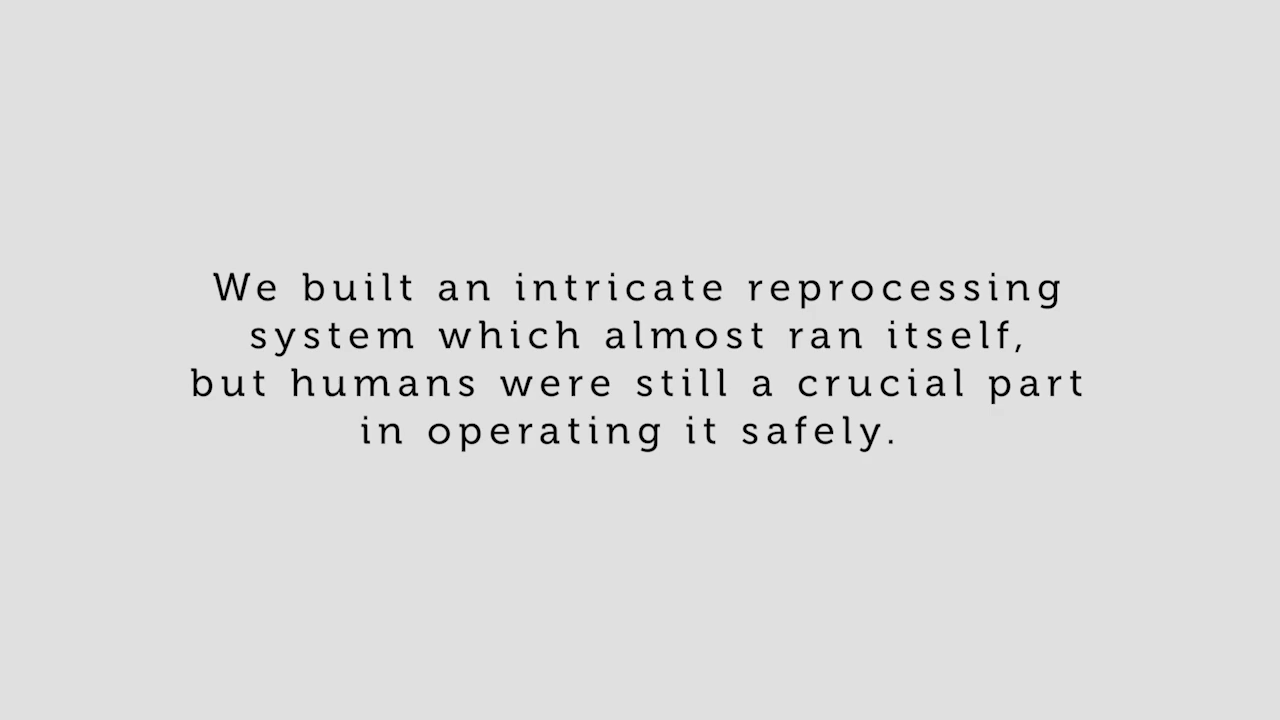 We built an intricate reprocessing
system which almost ran itself,
but humans were still a crucial part
in operating it safely.